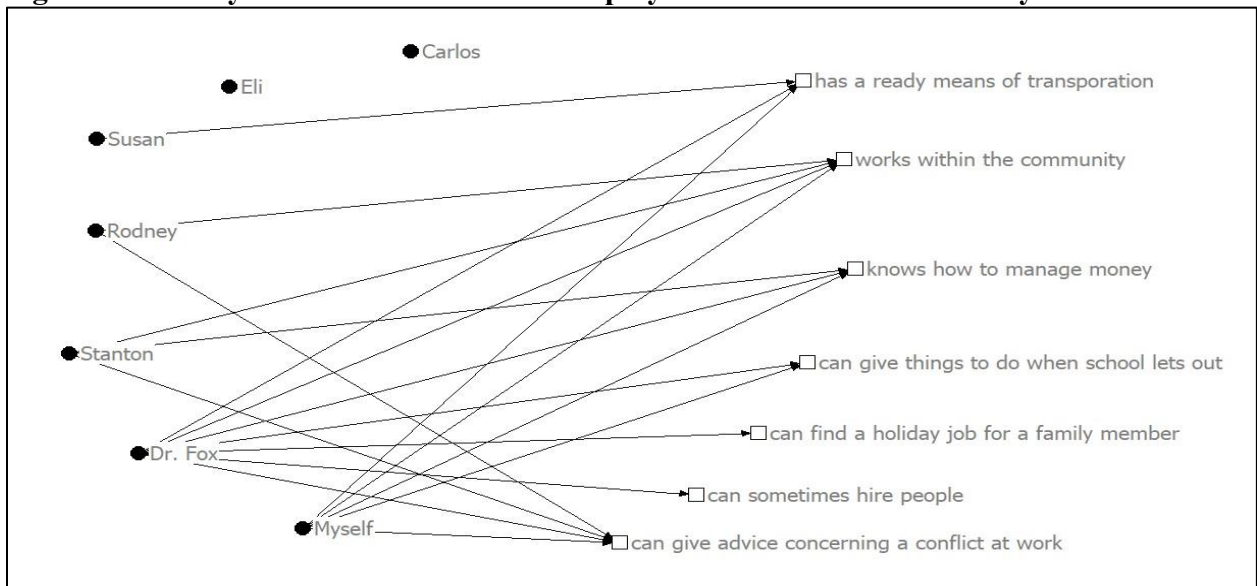 Carlos
has a ready means of transporation
Eli
Susan
works within the community
Rodney
knows how to manage money
Stanton
can give things to do when school lets out
can find a holiday job for a family member
Dr. Fox
can sometimes hire people
Myself
can give advice concerning a conflict at work